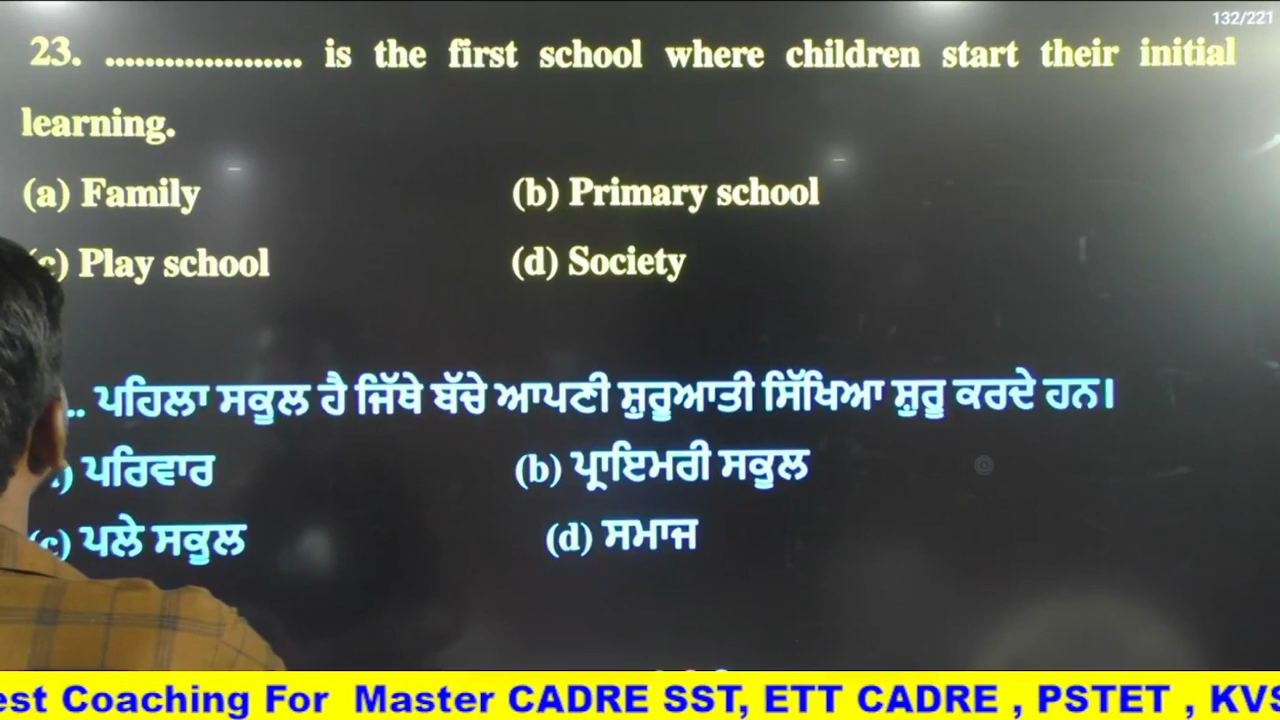 132/221
23. .................... is the first school where children start their initial
learning.
(a) Family (b) Primary school
c) Play school (d) Society
.. ਪਹਿਲਾ ਸਕੂਲ ਹੈ ਜਿੱਥੇ ਬੱਚੇ ਆਪਣੀ ਸ਼ੁਰੂਆਤੀ ਸਿੱਖਿਆ ਸ਼ੁਰੂ ਕਰਦੇ ਹਨ।
) ਪਰਿਵਾਰ (b) ਪ੍ਰਾਇਮਰੀ ਸਕੂਲ
(c) ਪਲੇ ਸਕੂਲ (d) ਸਮਾਜ
est Coaching For Master CADRE SST, ETT CADRE , PSTET , KVS